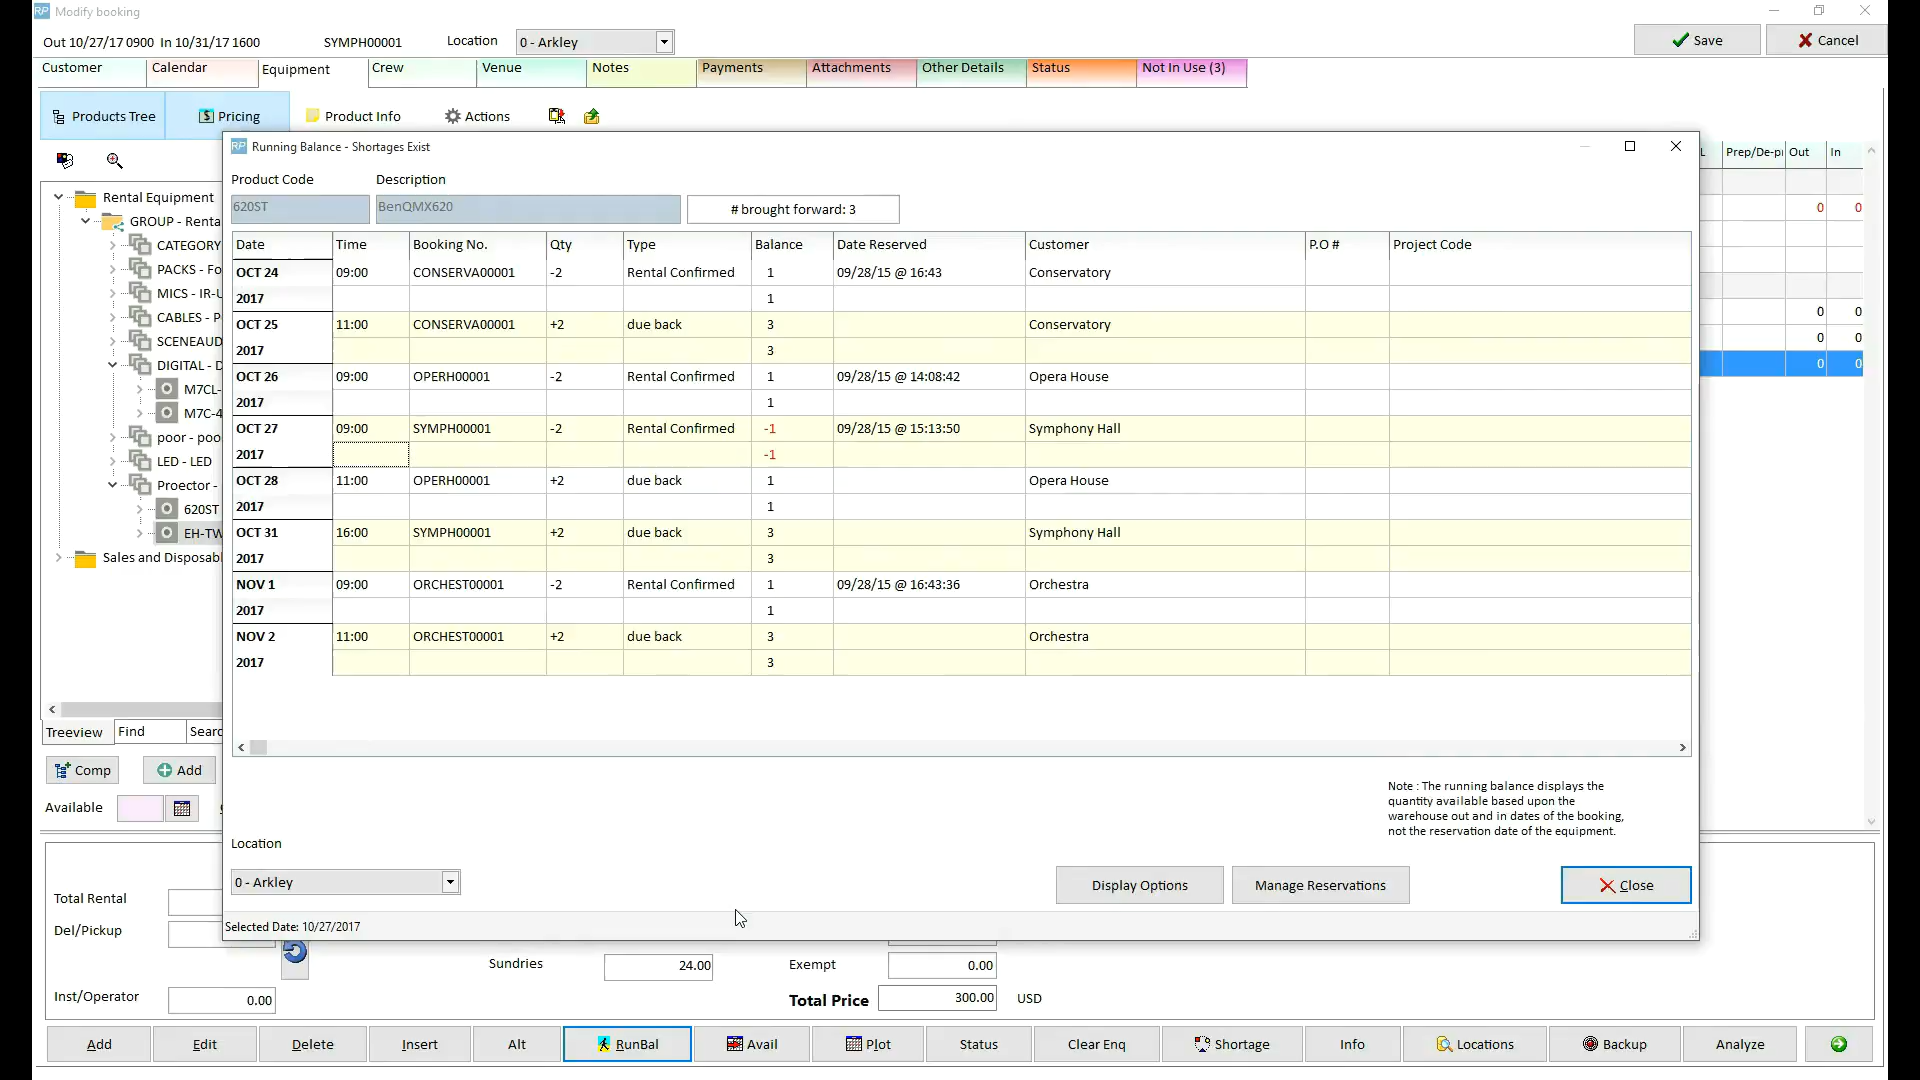 RP Modify booking
Out 10/27/17 0900 In 10/31/17 1600 SYMPH00001 Location 0 - Arkley Save Cancel
Customer Calendar Equipment Crew Venue Notes Payments Attachments Other Details Status Not In Use (3)
Products Tree Pricing Product Info Actions
RP Running Balance - Shortages Exist
L Prep/De-p Out In
Product Code Description
620ST BenQMX620 # brought forward: 3
Rental Equipment
GROUP - Renta
CATEGORY
PACKS - Fo
MICS - IR-U
CABLES - P
SCENEAUD
DIGITAL - D
M7CL-
M7C-4
poor - poo
LED - LED
Proector -
620ST
EH-TW
Sales and Disposabl
0 0
0 0
0 0
0 0
Date Time Booking No. Qty Type Balance Date Reserved Customer P.O # Project Code
OCT 24 09:00 CONSERVA00001 -2 Rental Confirmed 1 09/28/15 @ 16:43 Conservatory
2017 1
OCT 25 11:00 CONSERVA00001 +2 due back 3 Conservatory
2017 3
OCT 26 09:00 OPERH00001 -2 Rental Confirmed 1 09/28/15 @ 14:08:42 Opera House
2017 1
OCT 27 09:00 SYMPH00001 -2 Rental Confirmed -1 09/28/15 @ 15:13:50 Symphony Hall
2017 -1
OCT 28 11:00 OPERH00001 +2 due back 1 Opera House
2017 1
OCT 31 16:00 SYMPH00001 +2 due back 3 Symphony Hall
2017 3
NOV 1 09:00 ORCHEST00001 -2 Rental Confirmed 1 09/28/15 @ 16:43:36 Orchestra
2017 1
NOV 2 11:00 ORCHEST00001 +2 due back 3 Orchestra
2017 3
Treeview Find Searc
Comp Add
Available
Note : The running balance displays the
quantity available based upon the
warehouse out and in dates of the booking,
not the reservation date of the equipment.
Location
0 - Arkley Display Options Manage Reservations Close
Selected Date: 10/27/2017
Total Rental
Del/Pickup
Sundries 24.00 Exempt 0.00
Inst/Operator 0.00 Total Price 300.00 USD
Add Edit Delete Insert Alt RunBal Avail Plot Status Clear Enq Shortage Info Locations Backup Analyze